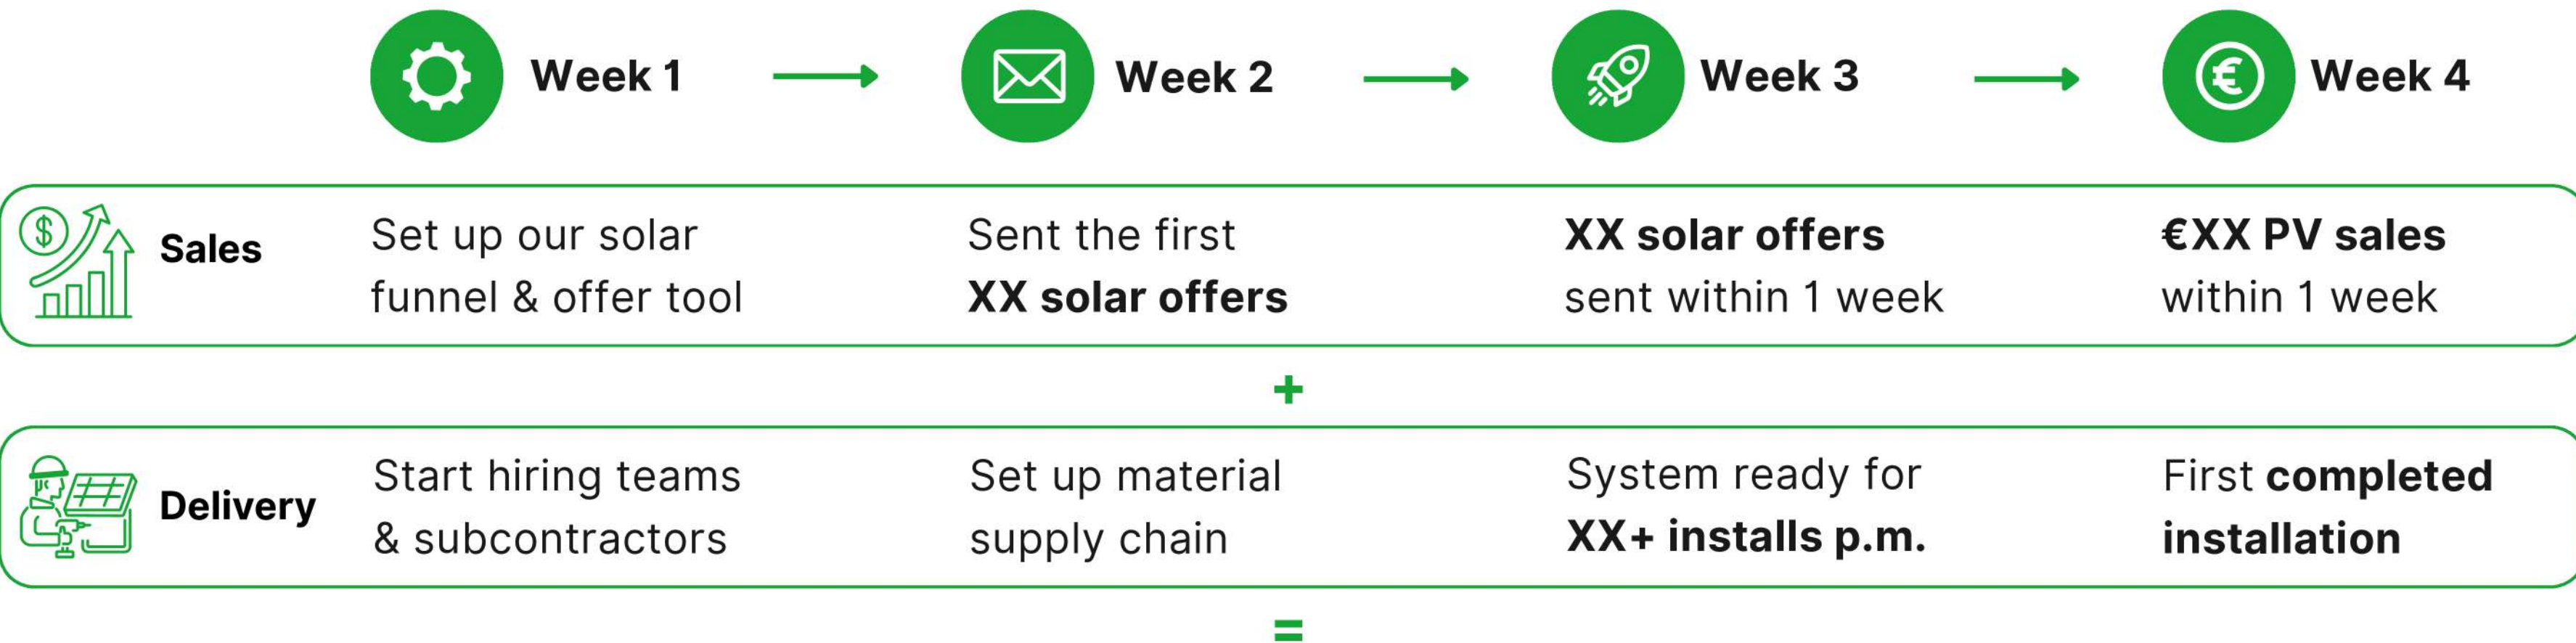 Week 1
Week 2
Week 3
Week 4
Sales
Set up our solar
funnel & offer tool
Sent the first
XX solar offers
XX solar offers
sent within 1 week
€XX PV sales
within 1 week
+
Delivery
Start hiring teams
& subcontractors
Set up material
supply chain
System ready for
XX+ installs p.m.
First completed
installation
=